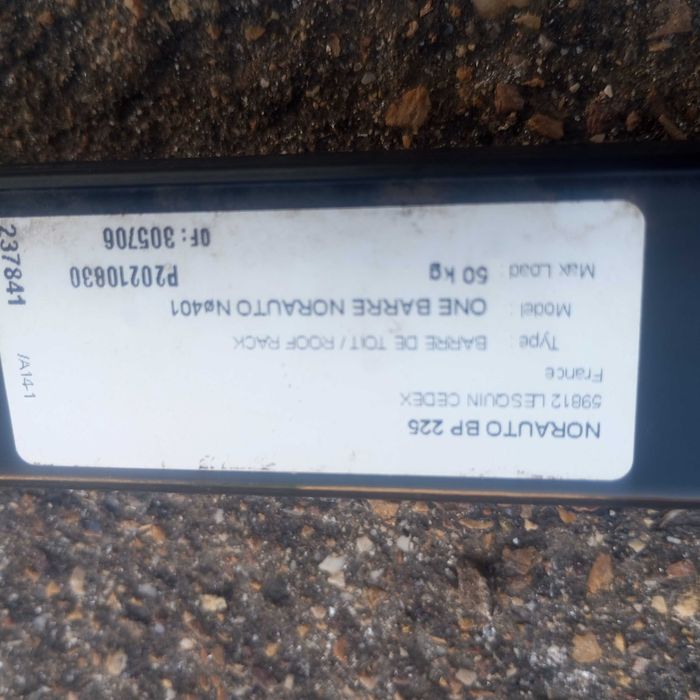 NORAUTO BP 225
59812 LESQUIN CEDEX
France
Type : BARRE DE TOIT / ROOF RACK
Model : ONE BARRE NORAUTO Nø401
Max Load : 50 kg P20210830
OF: 305706
/A14-1
237841